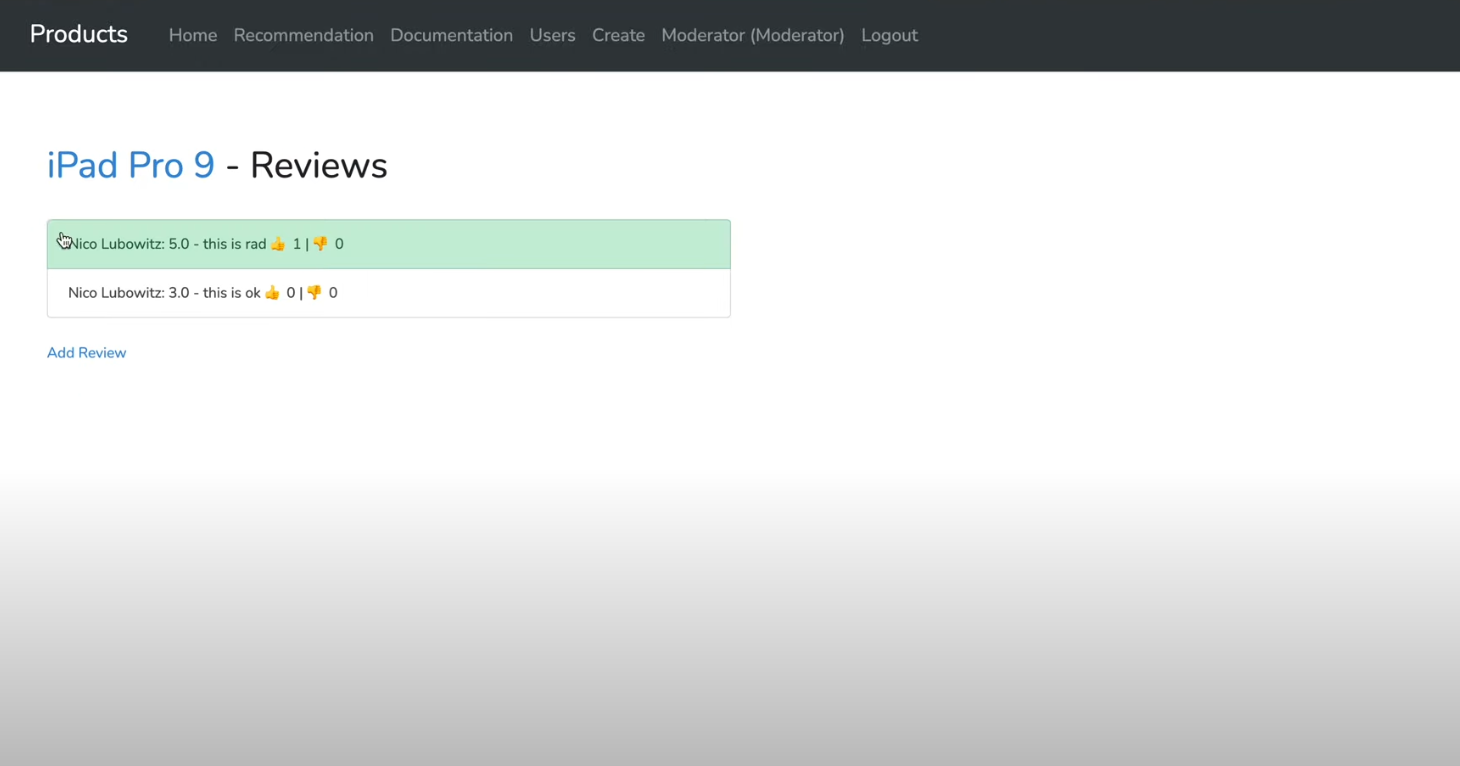 Products Home Recommendation Documentation Users Create Moderator (Moderator) Logout
iPad Pro 9 - Reviews
Nico Lubowitz: 5.0 - this is rad 👍 1 | 👎 0
Nico Lubowitz: 3.0 - this is ok 👍 0 | 👎 0
Add Review